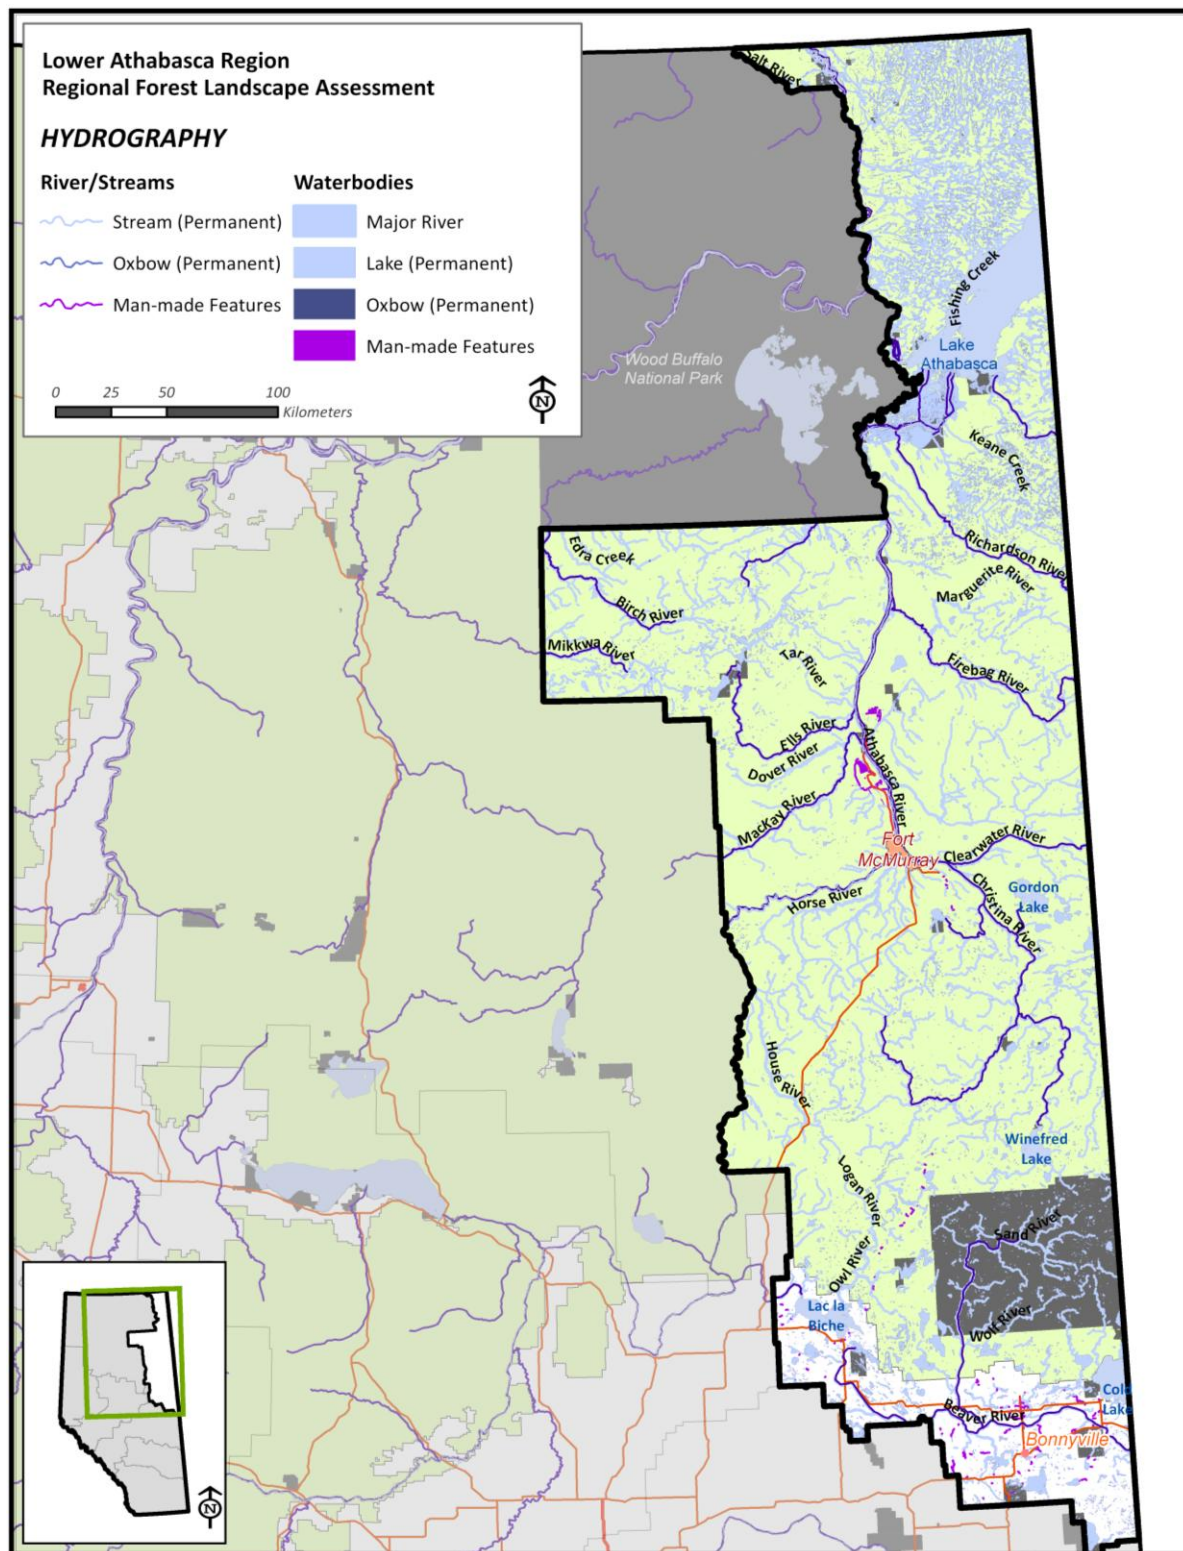 Lower Athabasca Region
Regional Forest Landscape Assessment
HYDROGRAPHY
River/Streams
Waterbodies
Stream (Permanent)
Major River
Oxbow (Permanent)
Lake (Permanent)
Man-made Features
Oxbow (Permanent)
Man-made Features
0 25 50 100
Kilometers
N
Salt River
Fishing Creek
Lake
Athabasca
Wood Buffalo
National Park
Keane Creek
Richardson River
Edra Creek
Marguerite River
Birch River
Mikkwa River
Tar River
Firebag River
Ells River
Athabasca River
Dover River
MacKay River
Fort
McMurray
Clearwater River
Christina River
Gordon
Lake
Horse River
House River
Winefred
Lake
Logan River
Sand River
Owl River
Lac la
Biche
Wolf River
Cold
Lake
Beaver River
Bonnyville
N